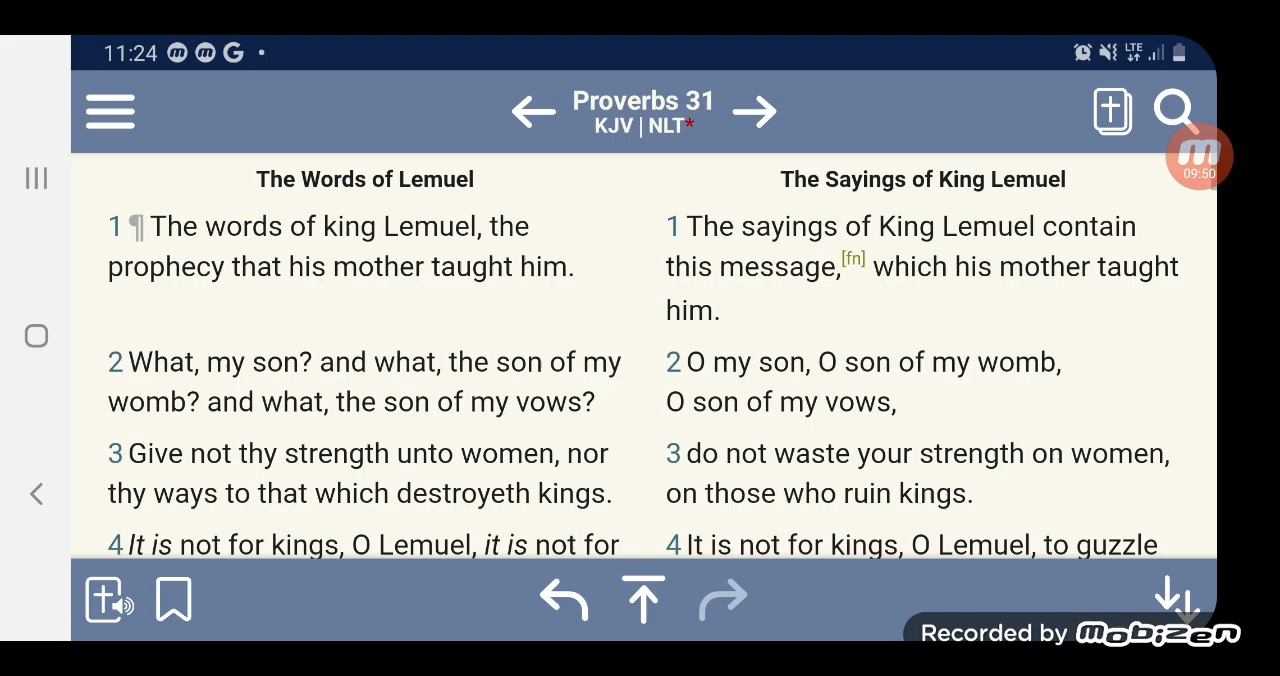 11:24
LTE
Proverbs 31
KJV | NLT*
09:50
The Words of Lemuel
1 ¶ The words of king Lemuel, the
prophecy that his mother taught him.
2 What, my son? and what, the son of my
womb? and what, the son of my vows?
3 Give not thy strength unto women, nor
thy ways to that which destroyeth kings.
4 It is not for kings, O Lemuel, it is not for
The Sayings of King Lemuel
1 The sayings of King Lemuel contain
this message,[fn] which his mother taught
him.
2 O my son, O son of my womb,
O son of my vows,
3 do not waste your strength on women,
on those who ruin kings.
4 It is not for kings, O Lemuel, to guzzle
Recorded by Mobizen